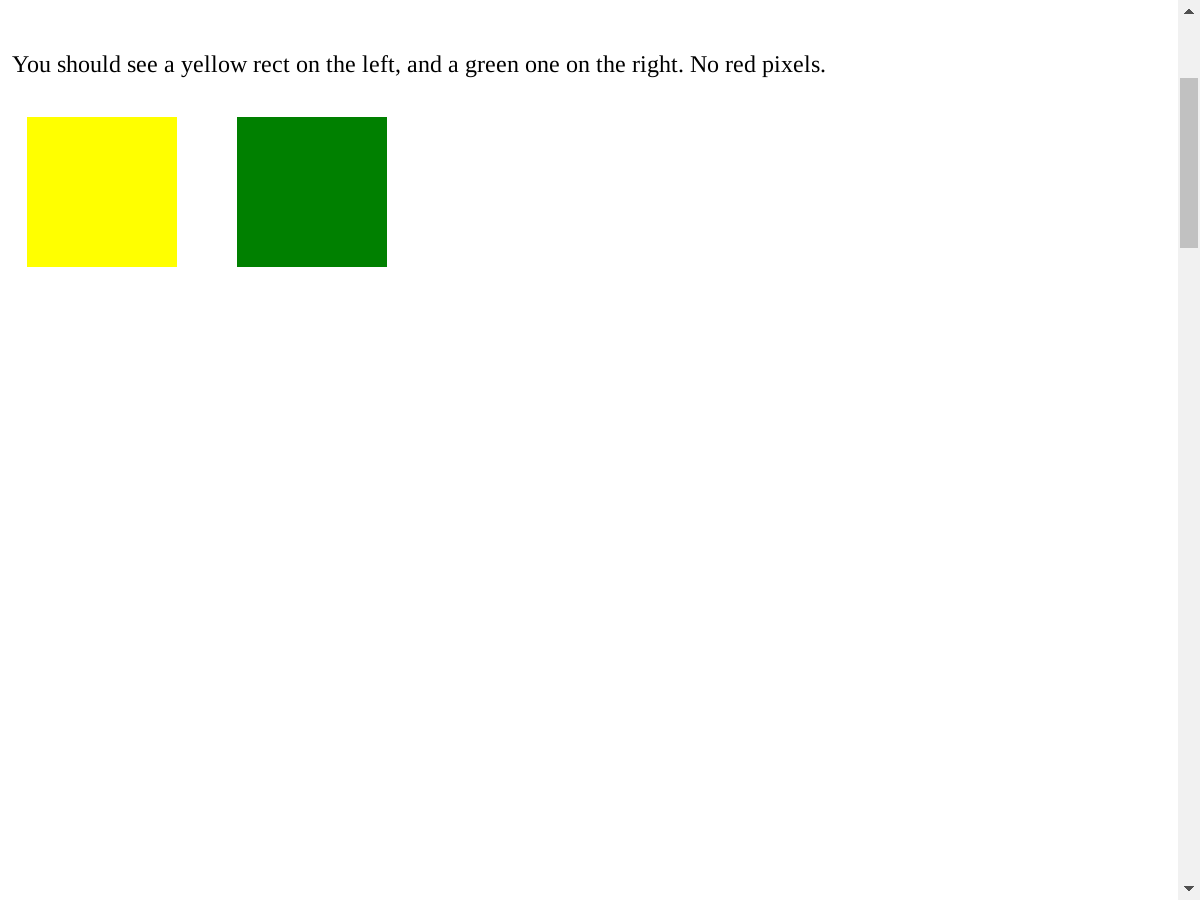 You should see a yellow rect on the left, and a green one on the right. No red pixels.